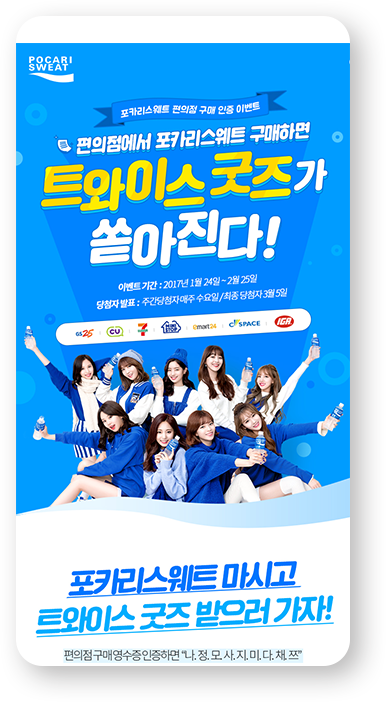 POCARI
SWEAT
포카리스웨트 편의점 구매 인증 이벤트
편의점에서 포카리스웨트 구매하면
트와이스 굿즈가
쏟아진다!
이벤트 기간 : 2017년 1월 24일 ~ 2월 25일
당첨자 발표 : 주간당첨자 매주 수요일 / 최종 당첨자 3월 5일
GS25 CU 7 MINI STOP emart24 C·SPACE IGA
포카리스웨트 마시고
트와이스 굿즈 받으러 가자!
편의점 구매 영수증 인증하면 “나. 정. 모. 사. 지. 미. 다. 채. 쯔”